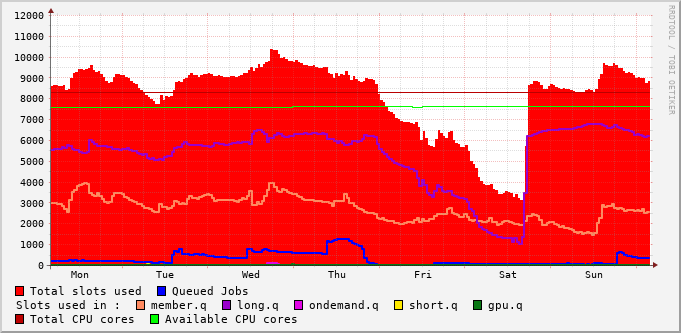 RRDTOOL / TOBI OETIKER
12000
11000
10000
9000
8000
7000
6000
5000
4000
3000
2000
1000
0
Mon Tue Wed Thu Fri Sat Sun
Total slots used Queued Jobs
Slots used in : member.q long.q ondemand.q short.q gpu.q
Total CPU cores Available CPU cores